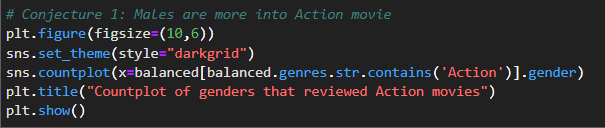 # Conjecture 1: Males are more into Action movie
plt.figure(figsize=(10,6))
sns.set_theme(style="darkgrid")
sns.countplot(x=balanced[balanced.genres.str.contains('Action')].gender)
plt.title("Countplot of genders that reviewed Action movies")
plt.show()